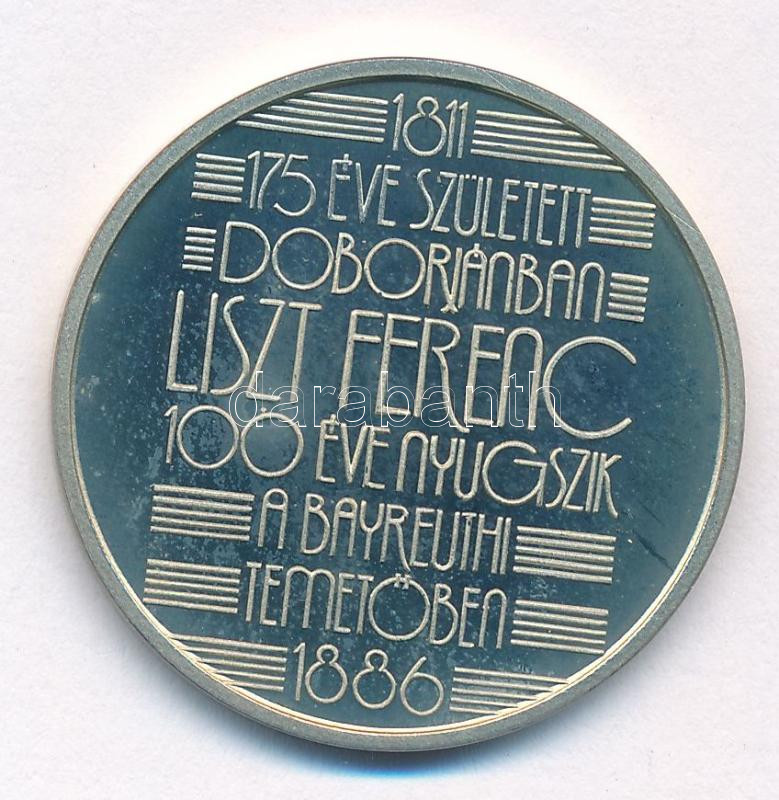 1811
175 ÉVE SZÜLETETT
DOBORJÁNBAN
LISZT FERENC
darabanth
100 ÉVE NYUGSZIK
A BAYREUTHI
TEMETŐBEN
1886